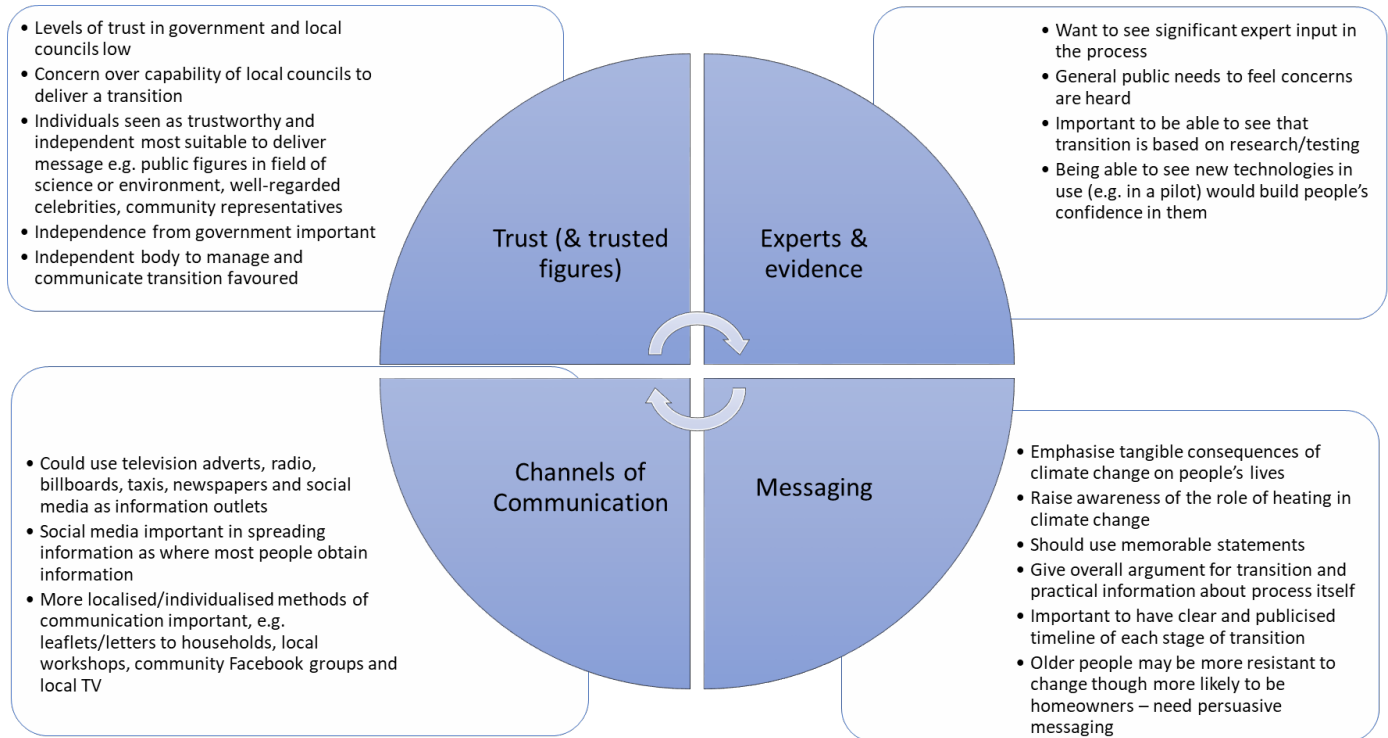 • Levels of trust in government and local
councils low
• Concern over capability of local councils to
deliver a transition
• Individuals seen as trustworthy and
independent most suitable to deliver
message e.g. public figures in field of
science or environment, well-regarded
celebrities, community representatives
• Independence from government important
• Independent body to manage and
communicate transition favoured
Trust (& trusted
figures)
Experts &
evidence
• Want to see significant expert input in
the process
• General public needs to feel concerns
are heard
• Important to be able to see that
transition is based on research/testing
• Being able to see new technologies in
use (e.g. in a pilot) would build people’s
confidence in them
• Could use television adverts, radio,
billboards, taxis, newspapers and social
media as information outlets
• Social media important in spreading
information as where most people obtain
information
• More localised/individualised methods of
communication important, e.g.
leaflets/letters to households, local
workshops, community Facebook groups and
local TV
Channels of
Communication
Messaging
• Emphasise tangible consequences of
climate change on people’s lives
• Raise awareness of the role of heating in
climate change
• Should use memorable statements
• Give overall argument for transition and
practical information about process itself
• Important to have clear and publicised
timeline of each stage of transition
• Older people may be more resistant to
change though more likely to be
homeowners – need persuasive
messaging